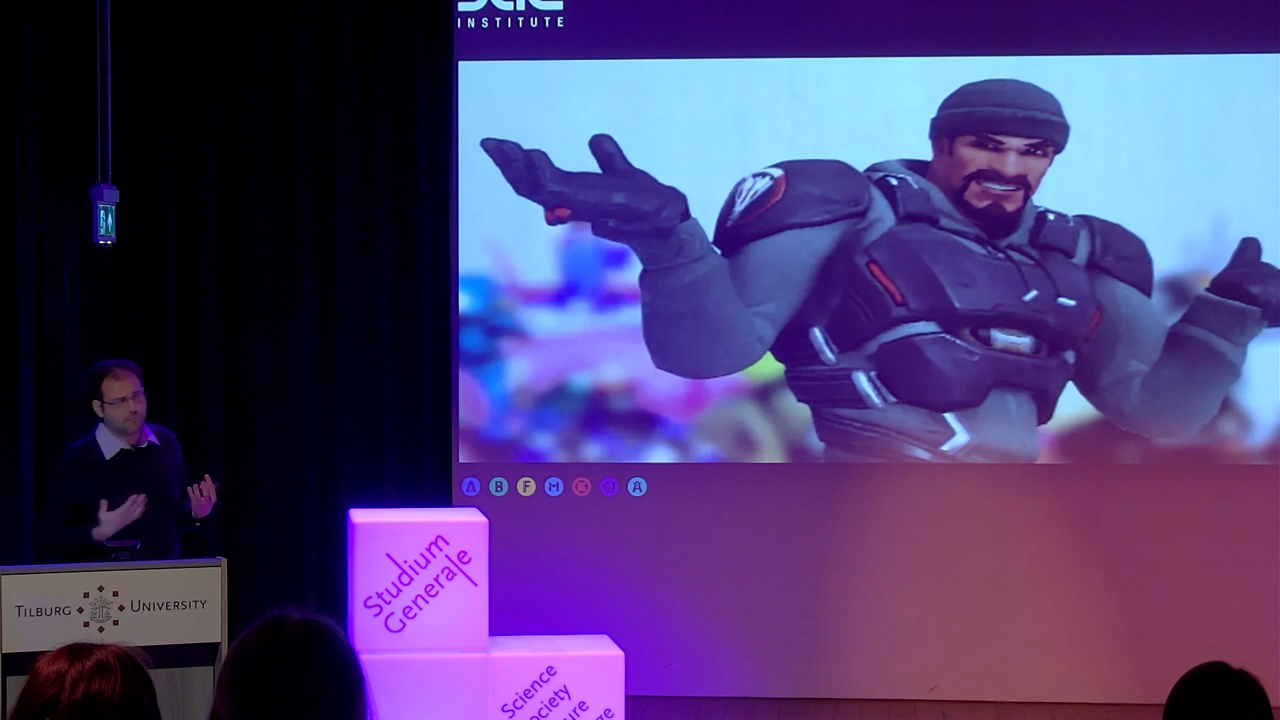 INSTITUTE
A B F M
TILBURG UNIVERSITY
Studium
Generale
Science